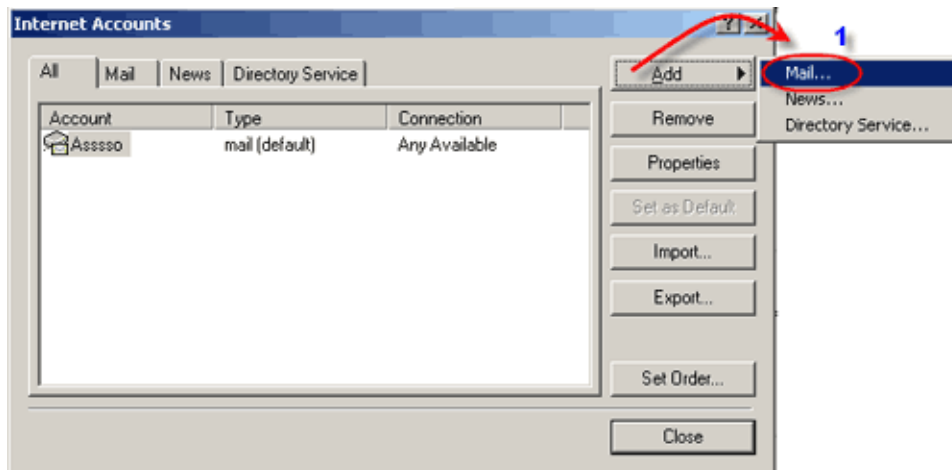 Internet Accounts
1
All Mail News Directory Service
Add
Mail...
News...
Directory Service...
Account Type Connection
Asssso mail (default) Any Available
Remove
Properties
Set as Default
Import...
Export...
Set Order...
Close